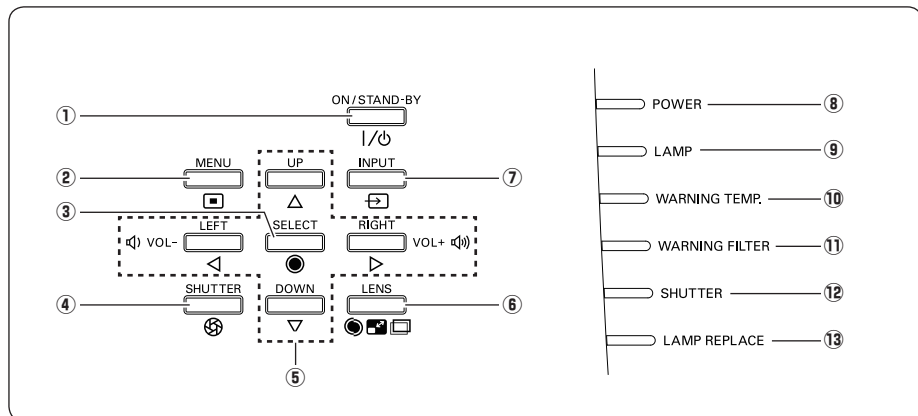 ON/STAND-BY
①
I/⏻
MENU
UP
INPUT
②
⑦
③
LEFT
SELECT
RIGHT
VOL–
VOL+
SHUTTER
DOWN
LENS
④
⑥
⑤
POWER ⑧
LAMP ⑨
WARNING TEMP. ⑩
WARNING FILTER ⑪
SHUTTER ⑫
LAMP REPLACE ⑬